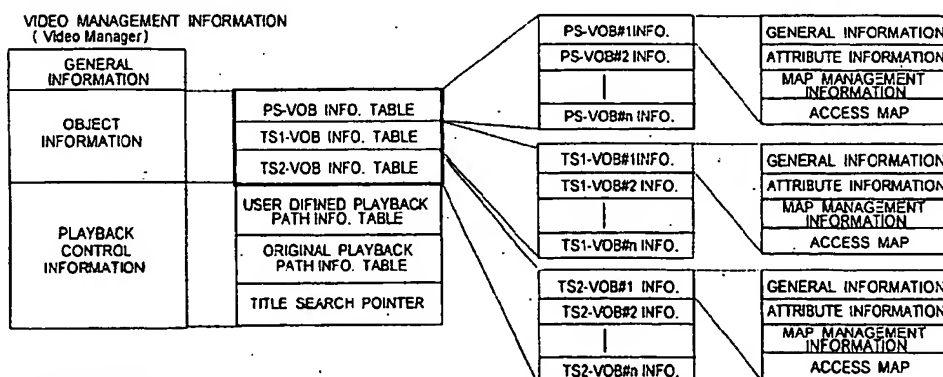 VIDEO MANAGEMENT INFORMATION
( Video Manager)
GENERAL
INFORMATION
OBJECT
INFORMATION
PLAYBACK
CONTROL
INFORMATION
PS-VOB INFO. TABLE
TS1-VOB INFO. TABLE
TS2-VOB INFO. TABLE
USER DIFINED PLAYBACK
PATH INFO. TABLE
ORIGINAL PLAYBACK
PATH INFO. TABLE
TITLE SEARCH POINTER
PS-VOB#1INFO.
PS-VOB#2 INFO.
PS-VOB#n INFO.
GENERAL INFORMATION
ATTRIBUTE INFORMATION
MAP MANAGEMENT
INFORMATION
ACCESS MAP
TS1-VOB#1INFO.
TS1-VOB#2 INFO.
TS1-VOB#n INFO.
GENERAL INFORMATION
ATTRIBUTE INFORMATION
MAP MANAGEMENT
INFORMATION
ACCESS MAP
TS2-VOB#1 INFO.
TS2-VOB#2 INFO.
TS2-VOB#n INFO.
GENERAL INFORMATION
ATTRIBUTE INFORMATION
MAP MANAGEMENT
INFORMATION
ACCESS MAP